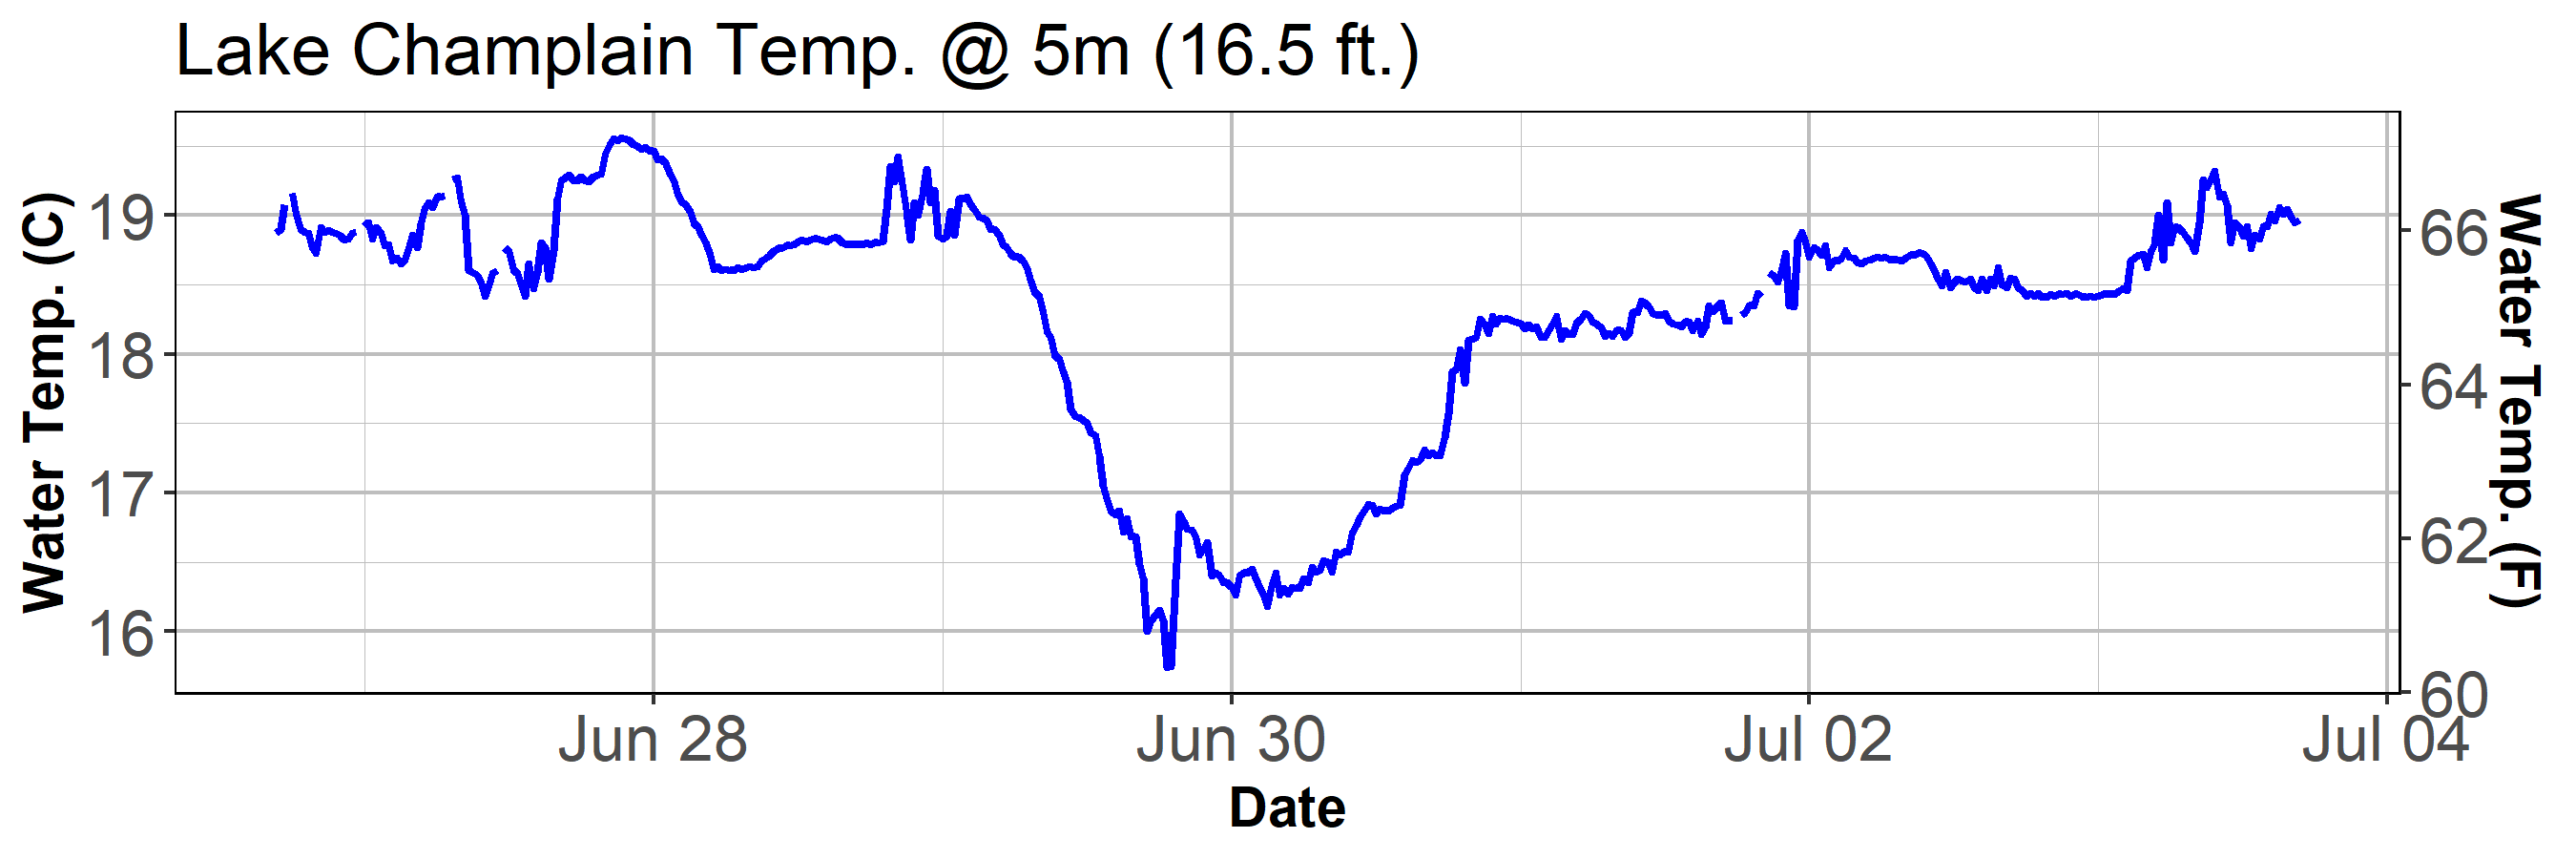 Lake Champlain Temp. @ 5m (16.5 ft.)
Water Temp. (C)
19
18
17
16
66
64
62
60
Water Temp. (F)
Jun 28
Jun 30
Jul 02
Jul 04
Date